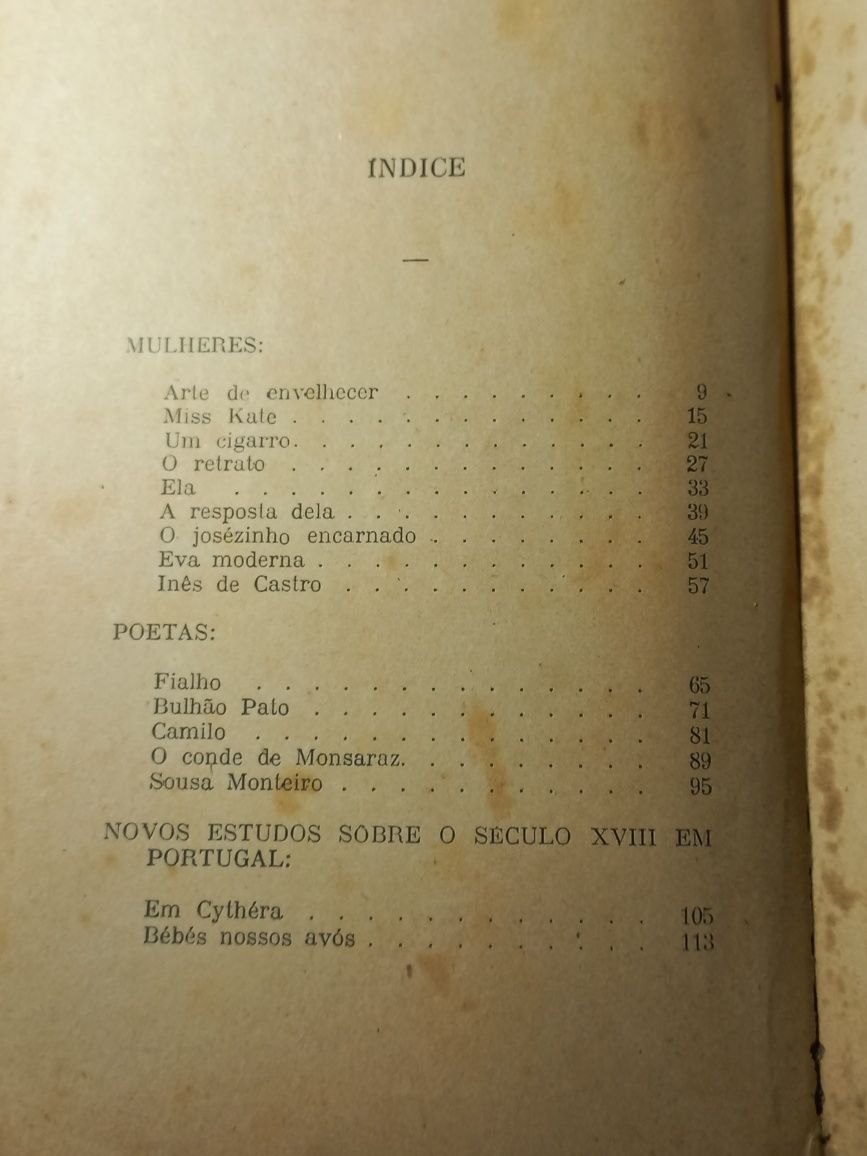 ÍNDICE
MULHERES:
Arte de envelhecer . . . . . . . . . 9
Miss Kate . . . . . . . . . . . . . 15
Um cigarro. . . . . . . . . . . . . 21
O retrato . . . . . . . . . . . . . 27
Ela . . . . . . . . . . . . . . . 33
A resposta dela . . . . . . . . . . . 39
O josézinho encarnado . . . . . . . . 45
Eva moderna . . . . . . . . . . . . 51
Inês de Castro . . . . . . . . . . . 57
POETAS:
Fialho . . . . . . . . . . . . . . 65
Bulhão Pato . . . . . . . . . . . . 71
Camilo . . . . . . . . . . . . . . 81
O conde de Monsaraz. . . . . . . . . 89
Sousa Monteiro . . . . . . . . . . . 95
NOVOS ESTUDOS SÔBRE O SÉCULO XVIII EM
PORTUGAL:
Em Cythéra . . . . . . . . . . . . 105
Bébés nossos avós . . . . . . . . . . 113